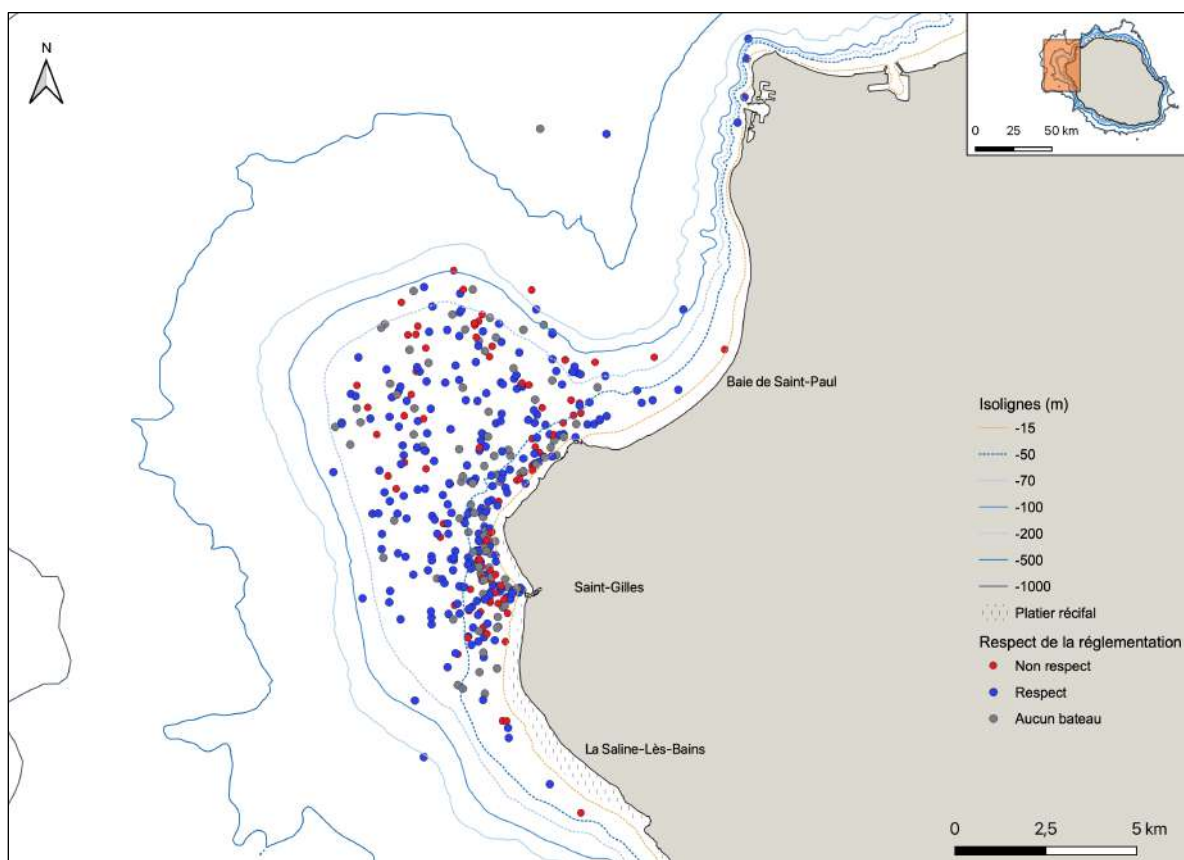 N
0 25 50 km
Baie de Saint-Paul
Saint-Gilles
La Saline-Lès-Bains
Isolignes (m)
-15
-50
-70
-100
-200
-500
-1000
Platier récifal
Respect de la réglementation
Non respect
Respect
Aucun bateau
0 2,5 5 km